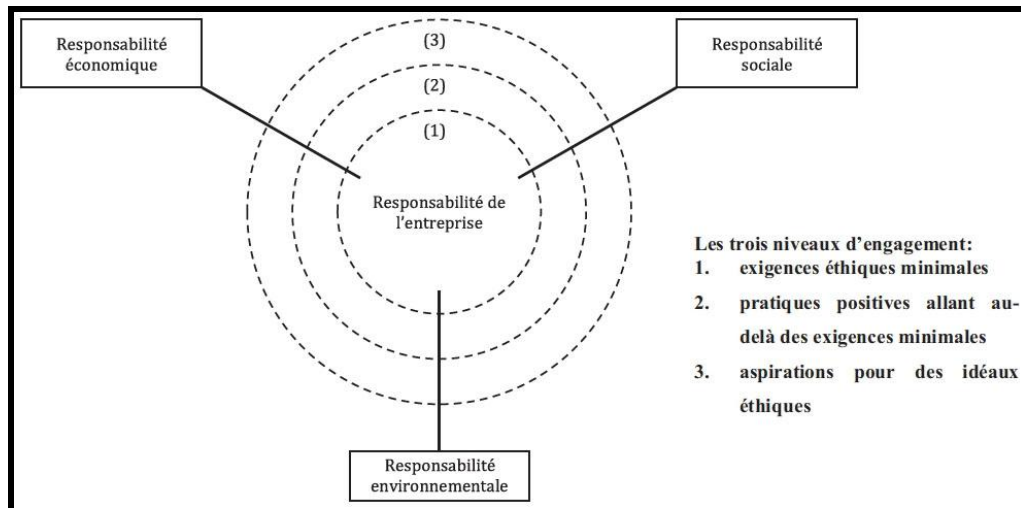 Responsabilité
économique
(3)
Responsabilité
sociale
(2)
(1)
Responsabilité de
l'entreprise
Les trois niveaux d'engagement:
1. exigences éthiques minimales
2. pratiques positives allant au-
delà des exigences minimales
3. aspirations pour des idéaux
éthiques
Responsabilité
environnementale